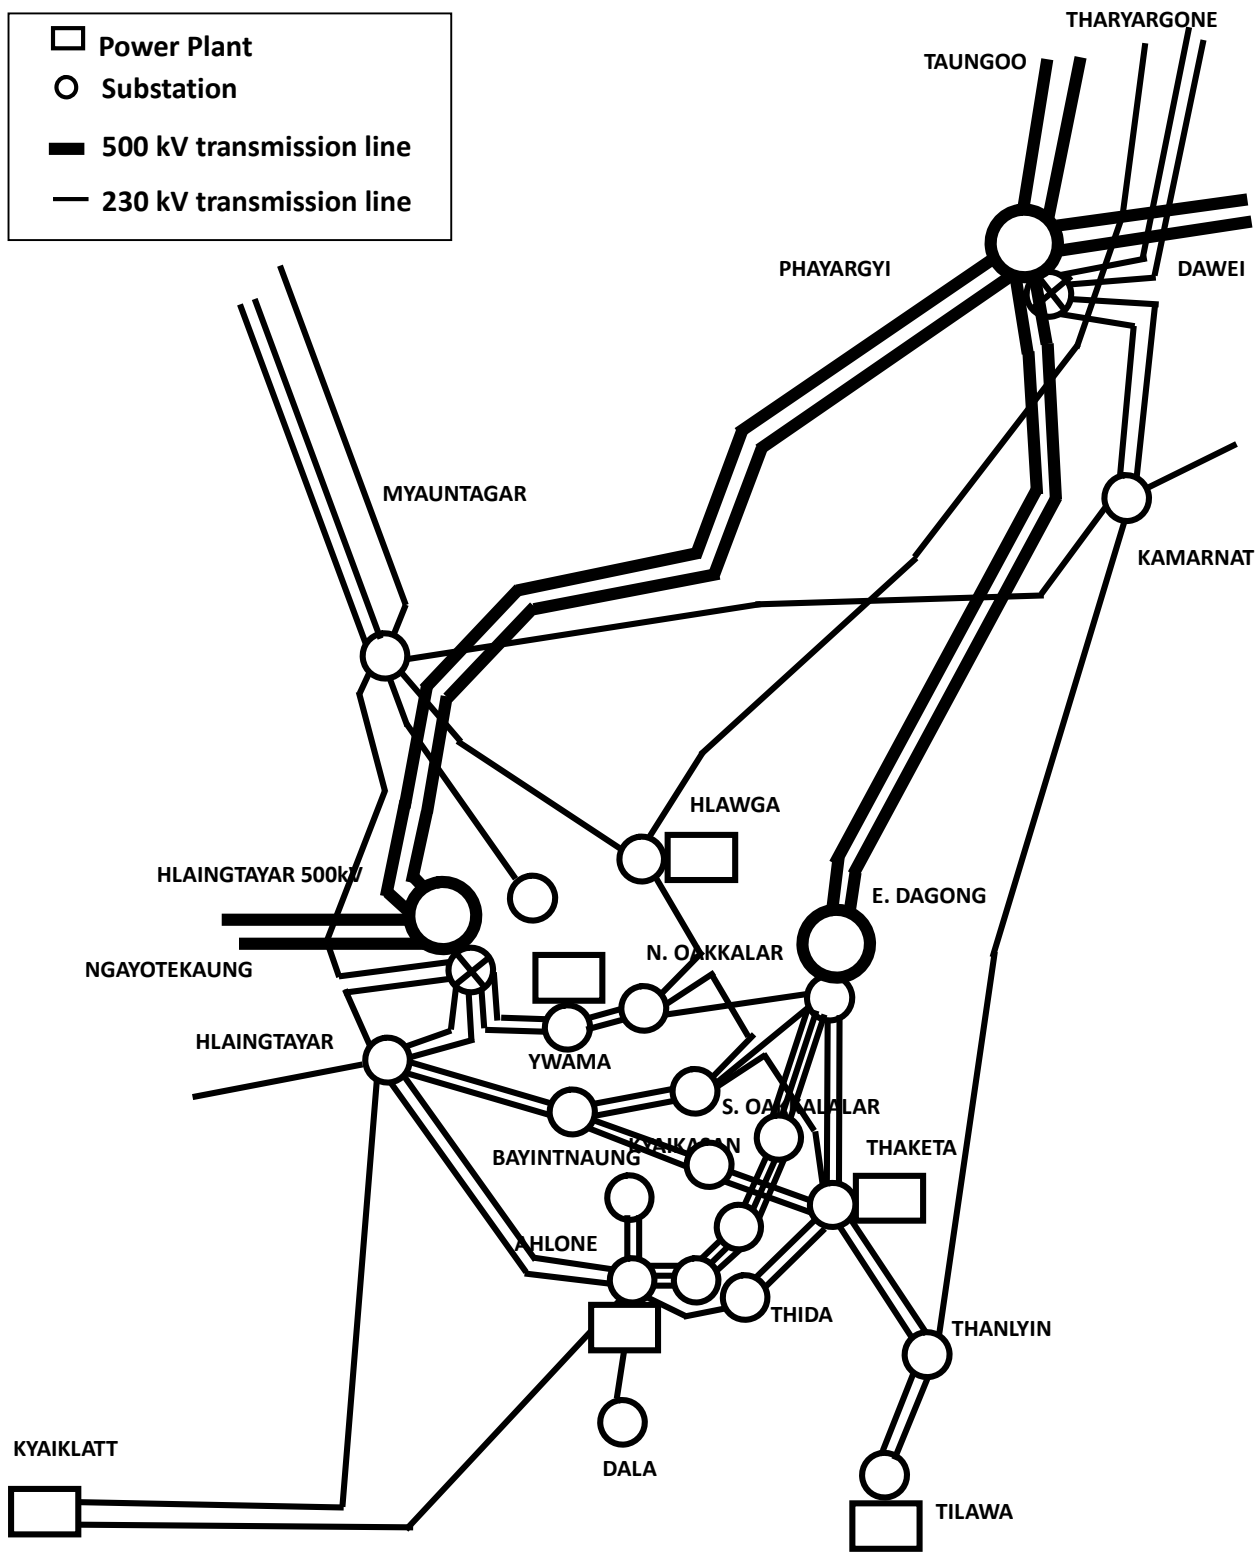 Power Plant
Substation
500 kV transmission line
230 kV transmission line
THARYARGONE
TAUNGOO
PHAYARGYI
DAWEI
MYAUNTAGAR
KAMARNAT
HLAWGA
HLAINGTAYAR 500kV
E. DAGONG
N. OAKKALAR
NGAYOTEKAUNG
HLAINGTAYAR
YWAMA
S. OAKKALALAR
KYAIKASAN
THAKETA
BAYINTNAUNG
AHLONE
THIDA
THANLYIN
KYAIKLATT
DALA
TILAWA